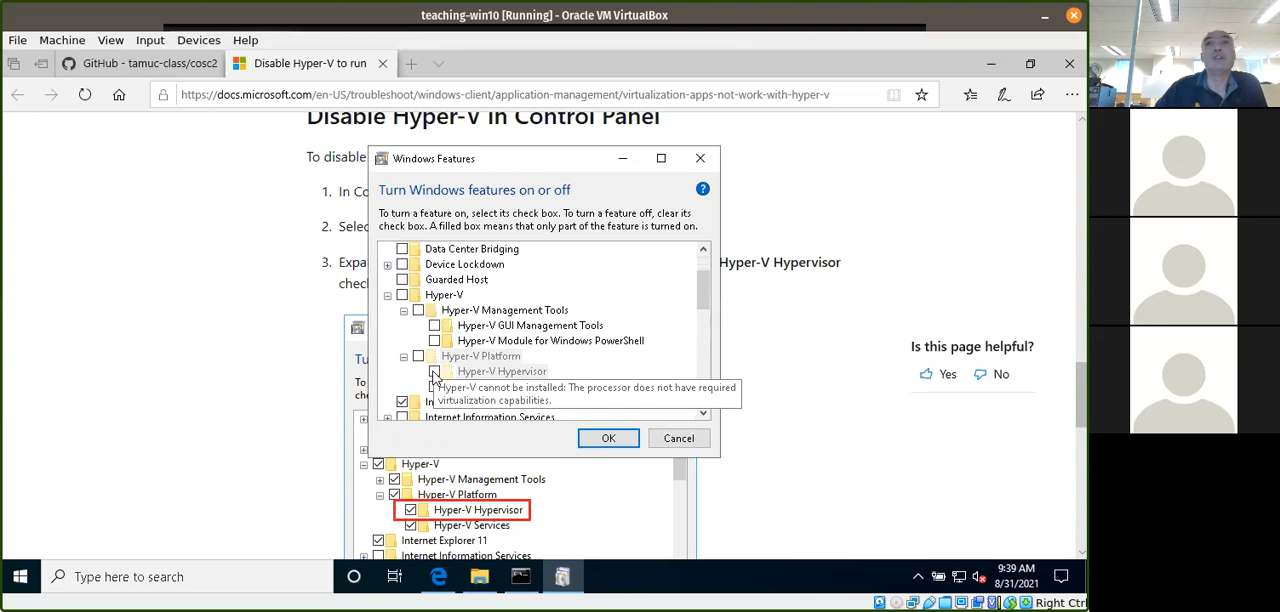 teaching-win10 [Running] - Oracle VM VirtualBox
File Machine View Input Devices Help
GitHub - tamuc-class/cosc2
Disable Hyper-V to run
https://docs.microsoft.com/en-US/troubleshoot/windows-client/application-management/virtualization-apps-not-work-with-hyper-v
Disable Hyper-V in Control Panel
To disable
1. In Co
2. Selec
3. Expa
Hyper-V Hypervisor
check
Windows Features
Turn Windows features on or off
To turn a feature on, select its check box. To turn a feature off, clear its
check box. A filled box means that only part of the feature is turned on.
Data Center Bridging
Device Lockdown
Guarded Host
Hyper-V
Hyper-V Management Tools
Hyper-V GUI Management Tools
Hyper-V Module for Windows PowerShell
Hyper-V Platform
Hyper-V Hypervisor
Hyper-V cannot be installed: The processor does not have required
virtualization capabilities.
In
Internet Information Services
OK
Cancel
Tu
To
che
Hyper-V
Hyper-V Management Tools
Hyper-V Platform
Hyper-V Hypervisor
Hyper-V Services
Internet Explorer 11
Internet Information Services
Is this page helpful?
Yes No
Type here to search
9:39 AM
8/31/2021
Right Ctrl